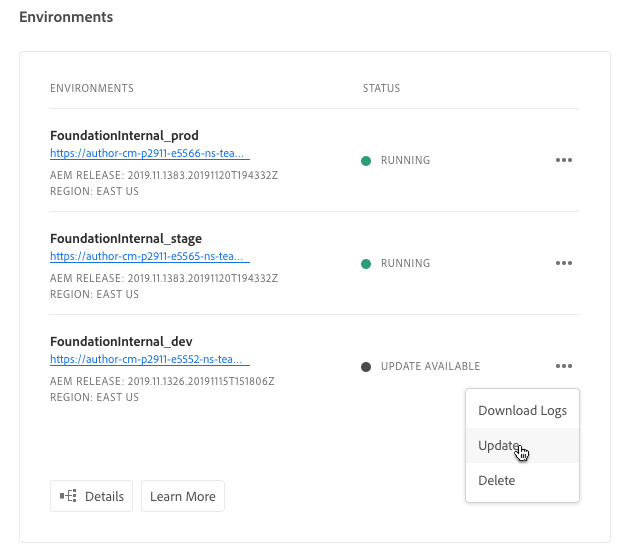 Environments
ENVIRONMENTS STATUS
FoundationInternal_prod
https://author-cm-p2911-e5566-ns-tea...
RUNNING
AEM RELEASE: 2019.11.1383.20191120T194332Z
REGION: EAST US
FoundationInternal_stage
https://author-cm-p2911-e5565-ns-tea...
RUNNING
AEM RELEASE: 2019.11.1383.20191120T194332Z
REGION: EAST US
FoundationInternal_dev
https://author-cm-p2911-e5552-ns-tea...
UPDATE AVAILABLE
AEM RELEASE: 2019.11.1326.20191115T151806Z
REGION: EAST US
Download Logs
Update
Delete
Details
Learn More